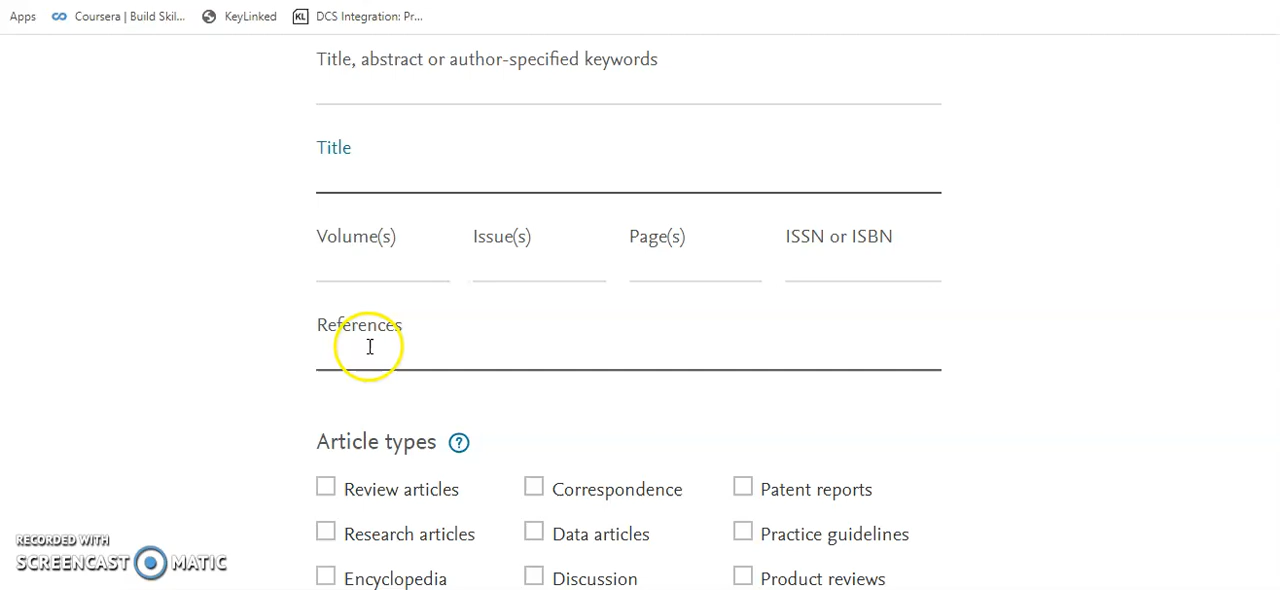 Apps Coursera | Build Skil... KeyLinked KL DCS Integration: Pr...
Title, abstract or author-specified keywords
Title
Volume(s) Issue(s) Page(s) ISSN or ISBN
References
Article types ?
Review articles Correspondence Patent reports
Research articles Data articles Practice guidelines
Encyclopedia Discussion Product reviews
RECORDED WITH
SCREENCAST MATIC